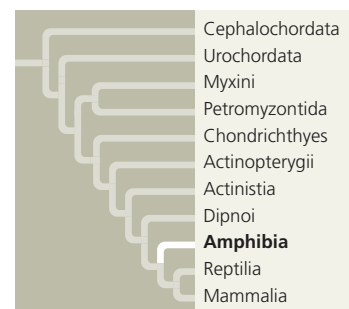 Cephalochordata
Urochordata
Myxini
Petromyzontida
Chondrichthyes
Actinopterygii
Actinistia
Dipnoi
Amphibia
Reptilia
Mammalia